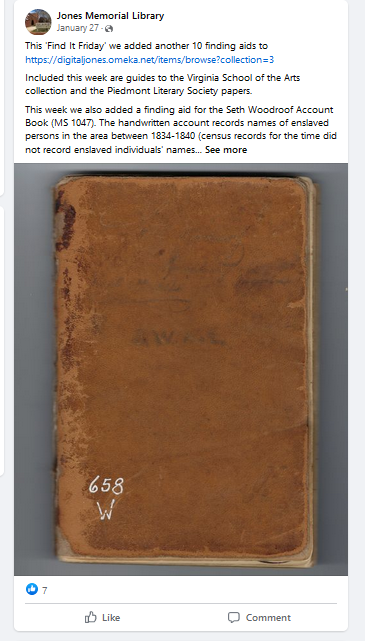 Jones Memorial Library
January 27 ·
This 'Find It Friday' we added another 10 finding aids to
https://digitaljones.omeka.net/items/browse?collection=3
Included this week are guides to the Virginia School of the Arts
collection and the Piedmont Literary Society papers.
This week we also added a finding aid for the Seth Woodroof Account
Book (MS 1047). The handwritten account records names of enslaved
persons in the area between 1834-1840 (census records for the time did
not record enslaved individuals' names... See more
658
W
7
Like
Comment